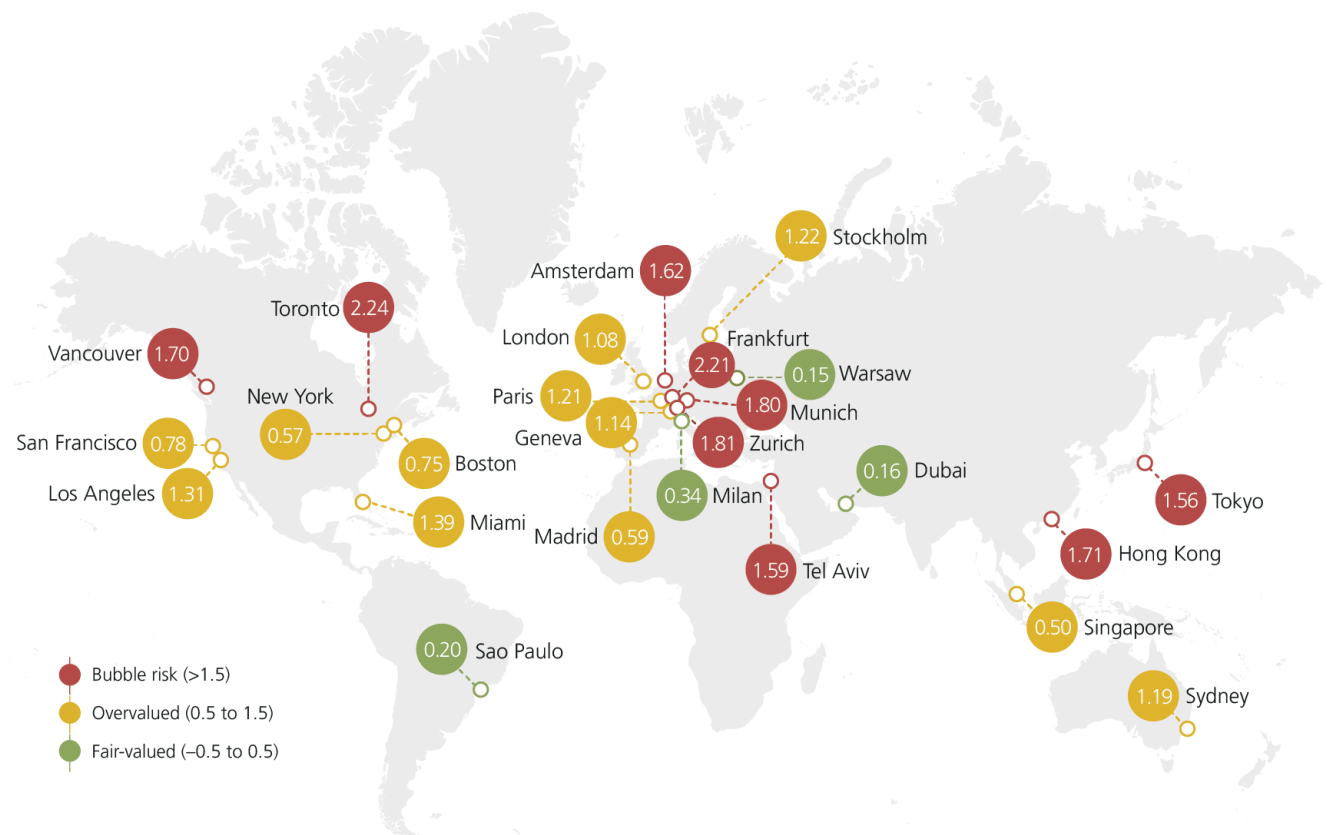 1.22 Stockholm
Amsterdam 1.62
Toronto 2.24
London 1.08
Frankfurt
2.21
Vancouver 1.70
0.15 Warsaw
New York
0.57
Paris 1.21
1.80 Munich
Geneva 1.14
San Francisco 0.78
1.81 Zurich
0.75 Boston
0.16 Dubai
Los Angeles 1.31
0.34 Milan
1.56 Tokyo
1.39 Miami
Madrid 0.59
1.71 Hong Kong
1.59 Tel Aviv
0.50 Singapore
0.20 Sao Paulo
1.19 Sydney
Bubble risk (>1.5)
Overvalued (0.5 to 1.5)
Fair-valued (–0.5 to 0.5)